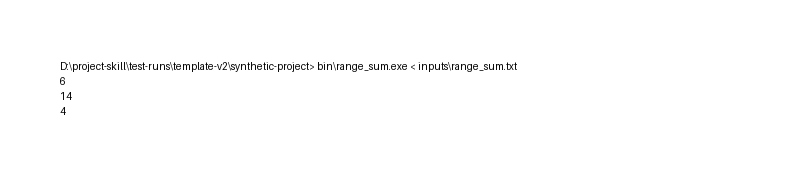 D:\project-skill\test-runs\template-v2\synthetic-project> bin\range_sum.exe < inputs\range_sum.txt
6
14
4